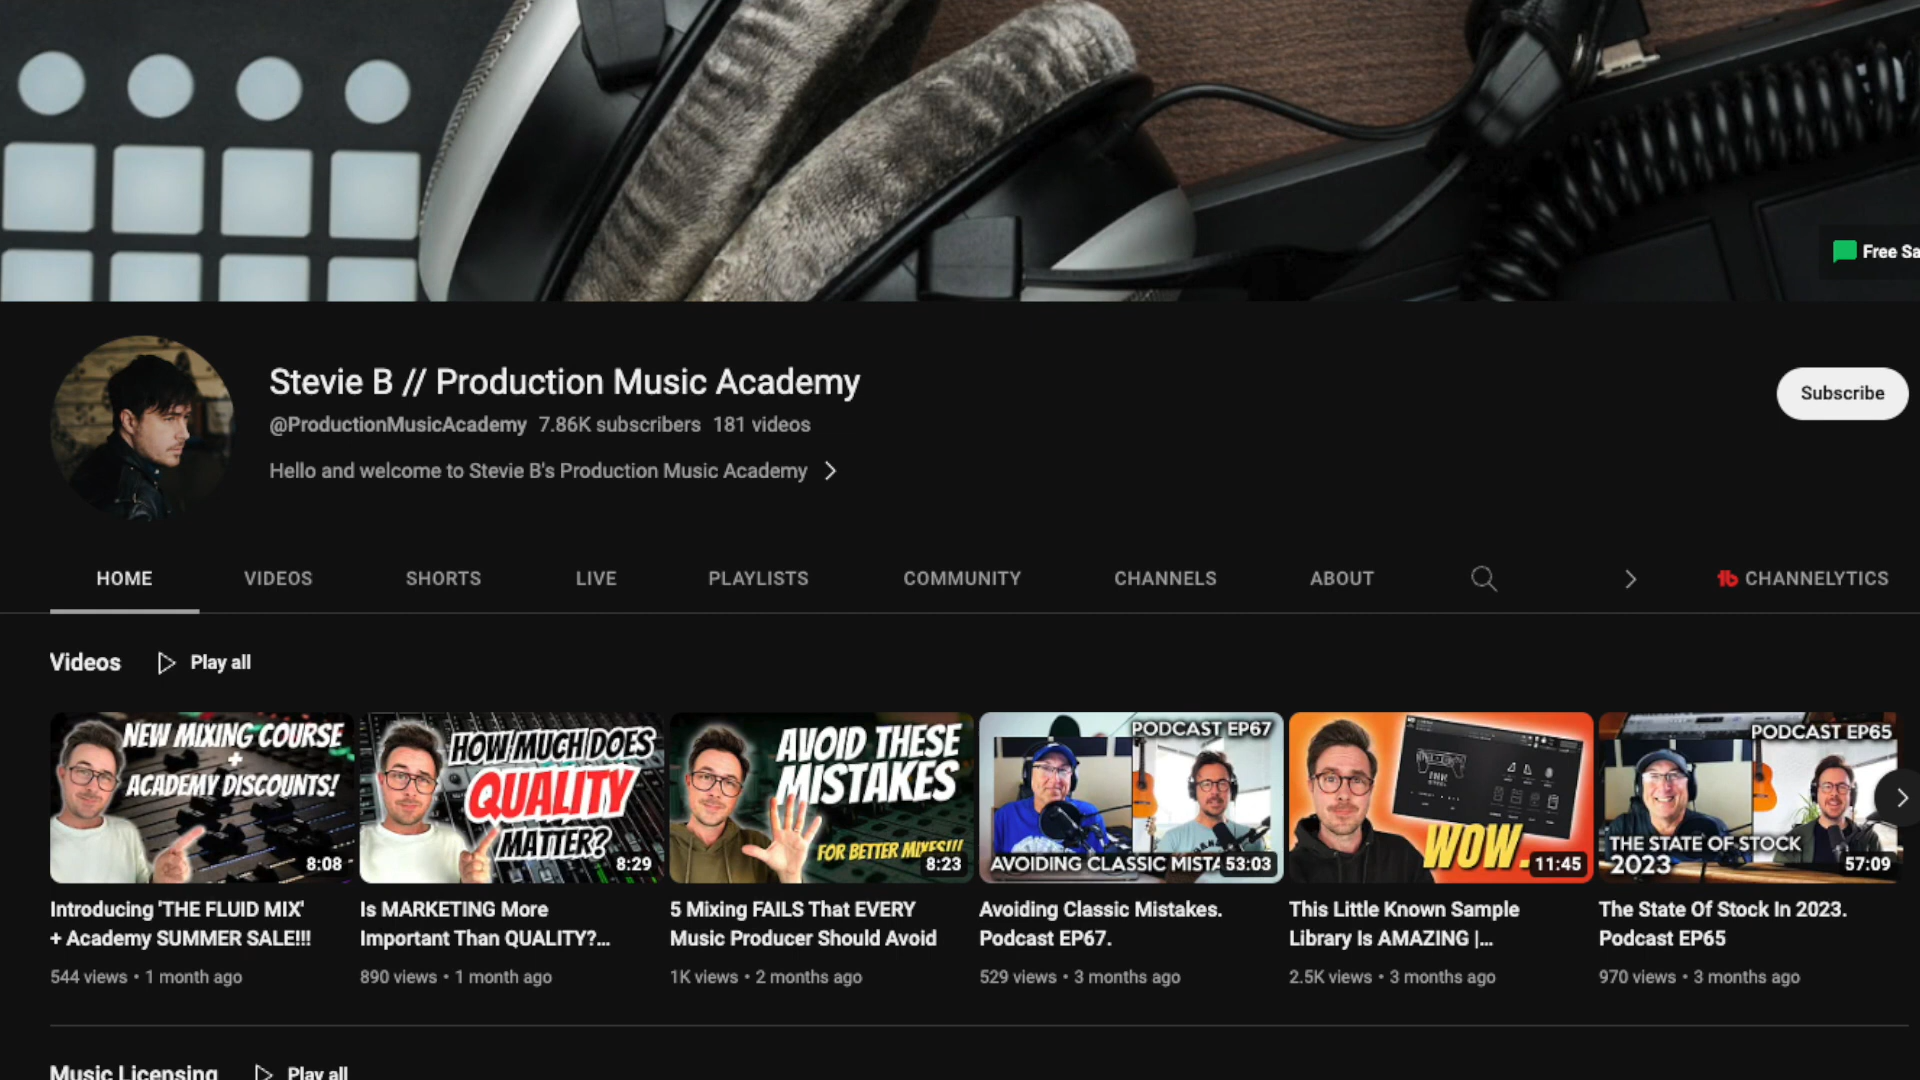 Free Sa
Stevie B // Production Music Academy
@ProductionMusicAcademy 7.86K subscribers 181 videos
Hello and welcome to Stevie B's Production Music Academy
Subscribe
HOME VIDEOS SHORTS LIVE PLAYLISTS COMMUNITY CHANNELS ABOUT CHANNELYTICS
Videos Play all
NEW MIXING COURSE
+
ACADEMY DISCOUNTS!
8:08
HOW MUCH DOES
QUALITY
MATTER?
8:29
AVOID THESE
MISTAKES
FOR BETTER MIXES!!!
8:23
PODCAST EP67
AVOIDING CLASSIC MISTA
53:03
INK
WOW.
11:45
PODCAST EP65
THE STATE OF STOCK
2023
57:09
Introducing 'THE FLUID MIX'
+ Academy SUMMER SALE!!!
544 views • 1 month ago
Is MARKETING More
Important Than QUALITY?...
890 views • 1 month ago
5 Mixing FAILS That EVERY
Music Producer Should Avoid
1K views • 2 months ago
Avoiding Classic Mistakes.
Podcast EP67.
529 views • 3 months ago
This Little Known Sample
Library Is AMAZING |...
2.5K views • 3 months ago
The State Of Stock In 2023.
Podcast EP65
970 views • 3 months ago
Music Licensing Play all